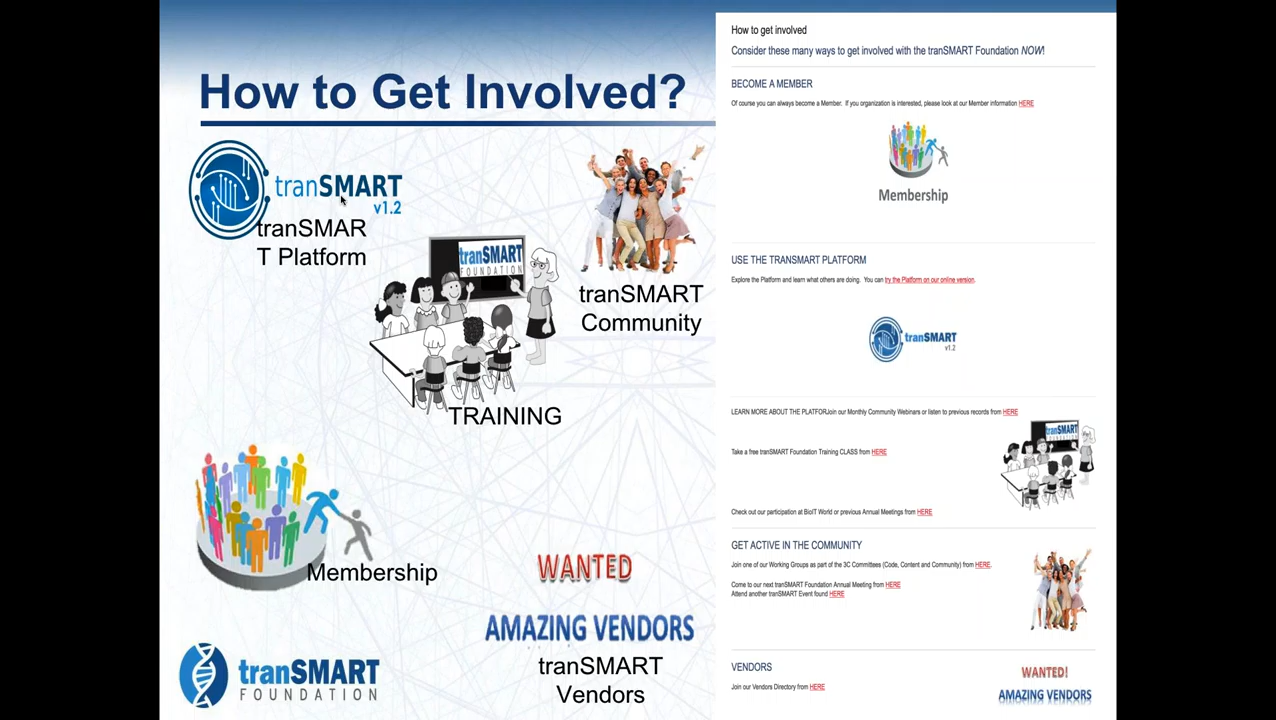 How to Get Involved?
tranSMART
v1.2
tranSMAR
T Platform
tranSMART
FOUNDATION
TRAINING
tranSMART
Community
Membership
WANTED
AMAZING VENDORS
tranSMART
Vendors
tranSMART
FOUNDATION
How to get involved
Consider these many ways to get involved with the tranSMART Foundation NOW!
BECOME A MEMBER
Of course you can always become a Member. If you organization is interested, please look at our Member information HERE
Membership
USE THE TRANSMART PLATFORM
Explore the Platform and learn what others are doing. You can try the Platform on our online version.
tranSMART
v1.2
LEARN MORE ABOUT THE PLATFORJoin our Monthly Community Webinars or listen to previous records from HERE
tranSMART
FOUNDATION
Take a free tranSMART Foundation Training CLASS from HERE
Check out our participation at BioIT World or previous Annual Meetings from HERE
GET ACTIVE IN THE COMMUNITY
Join one of our Working Groups as part of the 3C Committees (Code, Content and Community) from HERE.
Come to our next tranSMART Foundation Annual Meeting from HERE
Attend another tranSMART Event found HERE
VENDORS
Join our Vendors Directory from HERE
WANTED!
AMAZING VENDORS